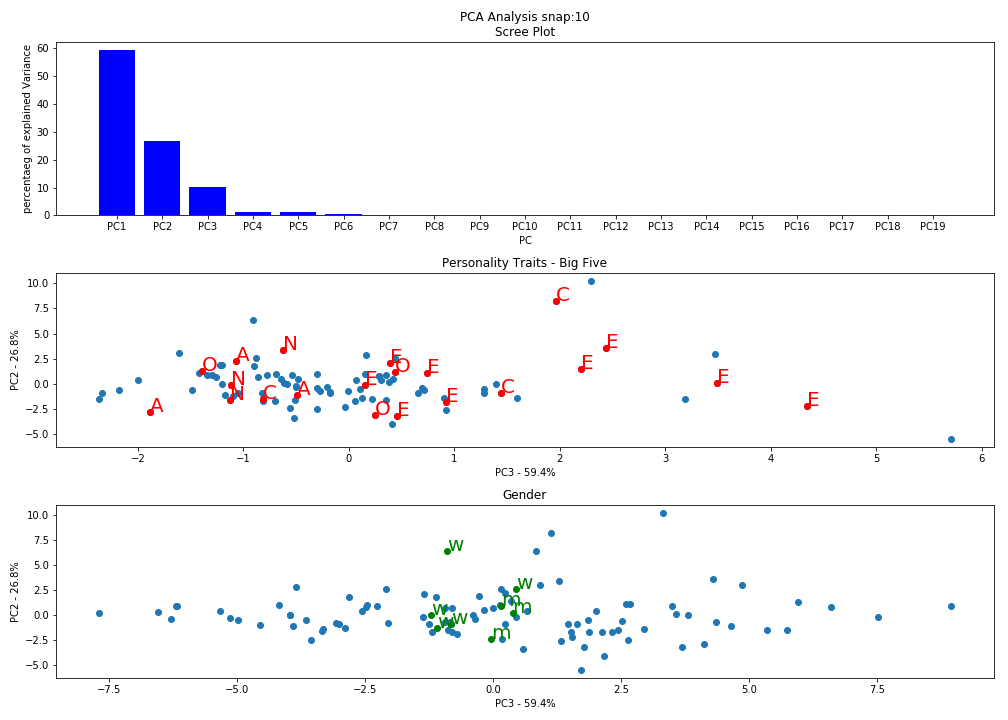 PCA Analysis snap:10
Scree Plot
percentaeg of explained Variance
60
50
40
30
20
10
0
PC1 PC2 PC3 PC4 PC5 PC6 PC7 PC8 PC9 PC10 PC11 PC12 PC13 PC14 PC15 PC16 PC17 PC18 PC19
PC
Personality Traits - Big Five
PC2 - 26.8%
10.0
7.5
5.0
2.5
0.0
−2.5
−5.0
C
N E
A E O
O E E
N E E
N C A C
E E
A O E
−2 −1 0 1 2 3 4 5 6
PC3 - 59.4%
Gender
PC2 - 26.8%
10.0
7.5
5.0
2.5
0.0
−2.5
−5.0
w
w
m
w m
w w
m
−7.5 −5.0 −2.5 0.0 2.5 5.0 7.5
PC3 - 59.4%